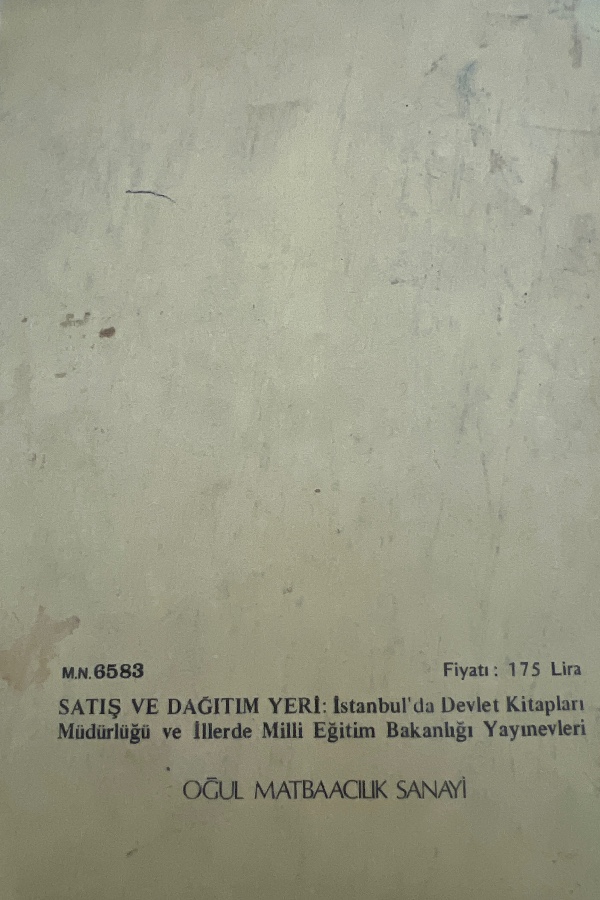 M.N. 6583 Fiyatı : 175 Lira
SATIŞ VE DAĞITIM YERİ: İstanbul'da Devlet Kitapları
Müdürlüğü ve İllerde Milli Eğitim Bakanlığı Yayınevleri
OĞUL MATBAACILIK SANAYİ